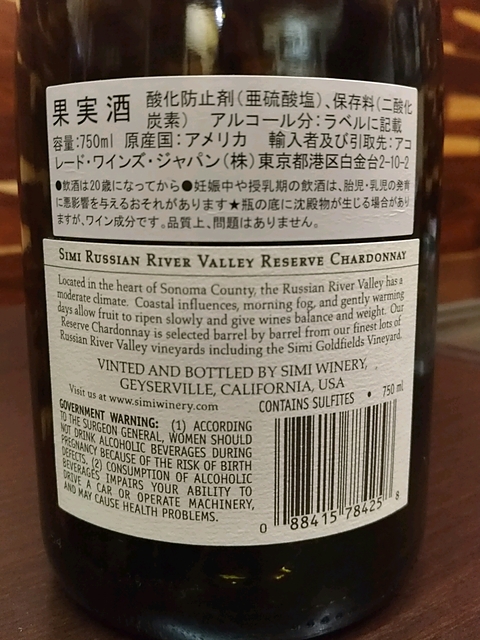 果実酒 酸化防止剤(亜硫酸塩)、保存料(二酸化
炭素) アルコール分:ラベルに記載
容量:750ml 原産国:アメリカ 輸入者及び引取先:アコ
レード・ワインズ・ジャパン(株)東京都港区白金台2-10-2
●飲酒は20歳になってから●妊娠中や授乳期の飲酒は、胎児・乳児の発育
に悪影響を与えるおそれがあります★瓶の底に沈殿物が生じる場合があり
ますが、ワイン成分です。品質上、問題はありません。
SIMI RUSSIAN RIVER VALLEY RESERVE CHARDONNAY
Located in the heart of Sonoma County, the Russian River Valley has a
moderate climate. Coastal influences, morning fog, and gently warming
days allow fruit to ripen slowly and give wines balance and weight. Our
Reserve Chardonnay is selected barrel by barrel from our finest lots of
Russian River Valley vineyards including the Simi Goldfields Vineyard.
VINTED AND BOTTLED BY SIMI WINERY,
GEYSERVILLE, CALIFORNIA, USA
Visit us at www.simiwinery.com CONTAINS SULFITES • 750 ml
GOVERNMENT WARNING: (1) ACCORDING
TO THE SURGEON GENERAL, WOMEN SHOULD
NOT DRINK ALCOHOLIC BEVERAGES DURING
PREGNANCY BECAUSE OF THE RISK OF BIRTH
DEFECTS. (2) CONSUMPTION OF ALCOHOLIC
BEVERAGES IMPAIRS YOUR ABILITY TO
DRIVE A CAR OR OPERATE MACHINERY,
AND MAY CAUSE HEALTH PROBLEMS.
0 88415 78425 8